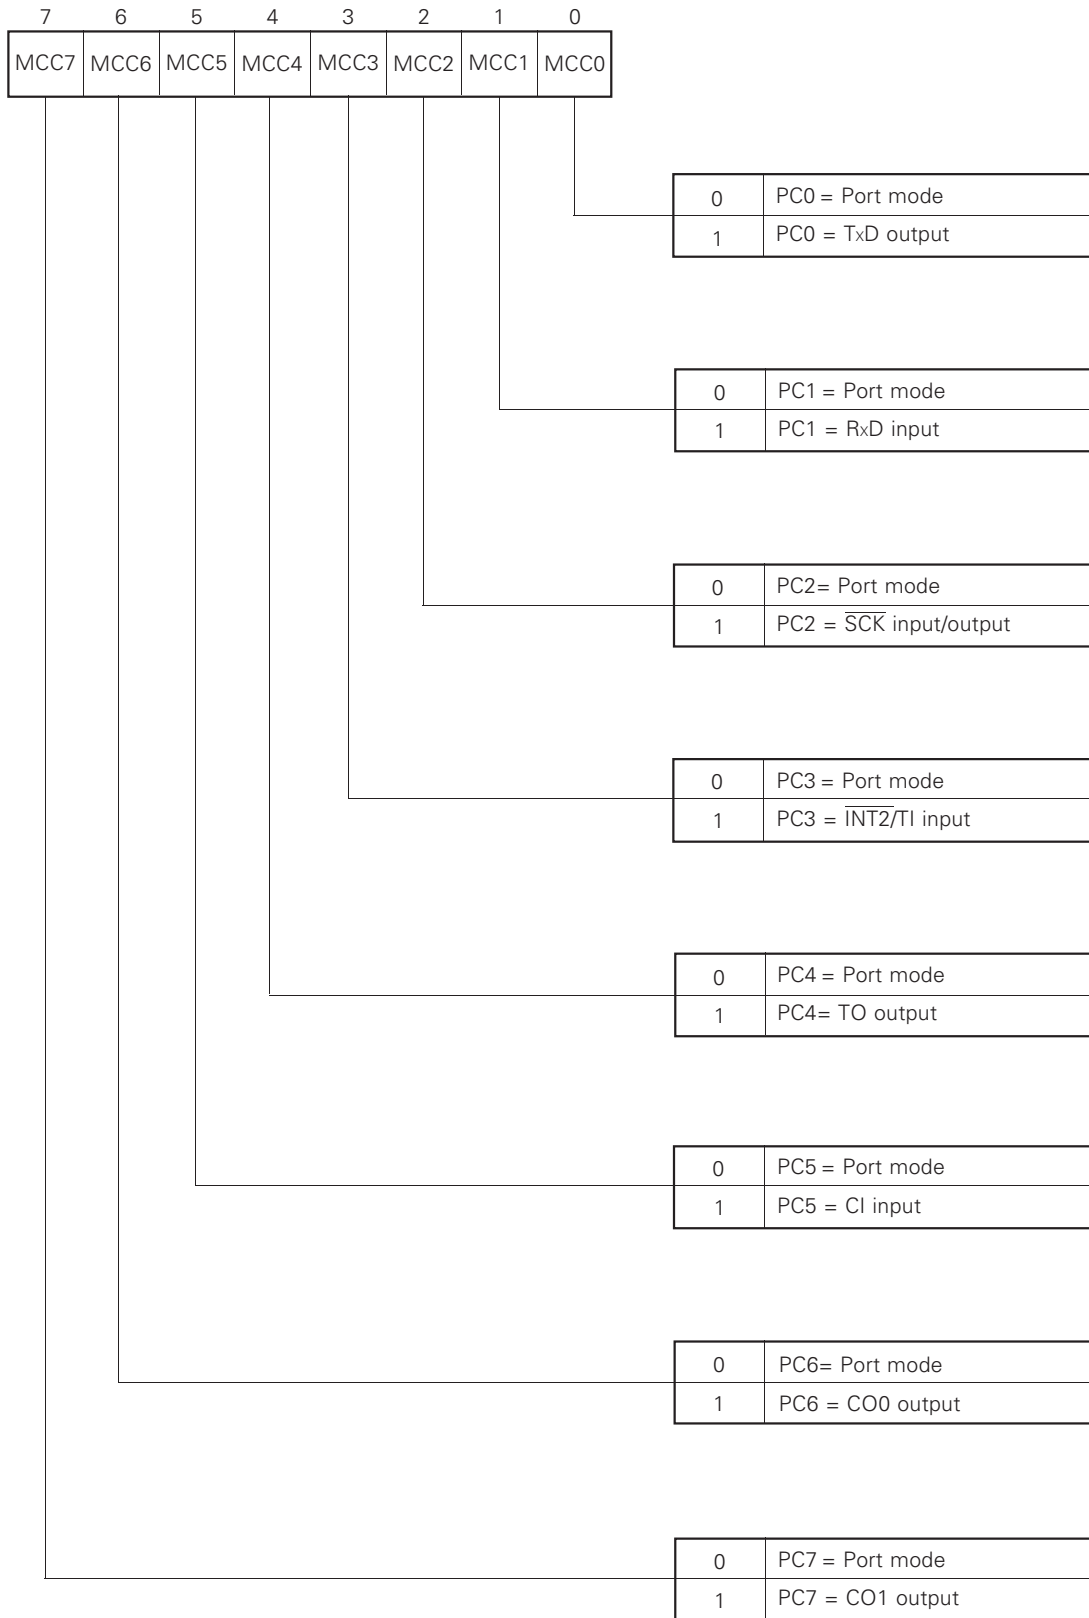 7 6 5 4 3 2 1 0
MCC7 MCC6 MCC5 MCC4 MCC3 MCC2 MCC1 MCC0
0 PC0 = Port mode
1 PC0 = TxD output
0 PC1 = Port mode
1 PC1 = RxD input
0 PC2= Port mode
1 PC2 = S̅C̅K̅ input/output
0 PC3 = Port mode
1 PC3 = I̅N̅T̅2̅/TI input
0 PC4 = Port mode
1 PC4= TO output
0 PC5 = Port mode
1 PC5 = CI input
0 PC6= Port mode
1 PC6 = CO0 output
0 PC7 = Port mode
1 PC7 = CO1 output